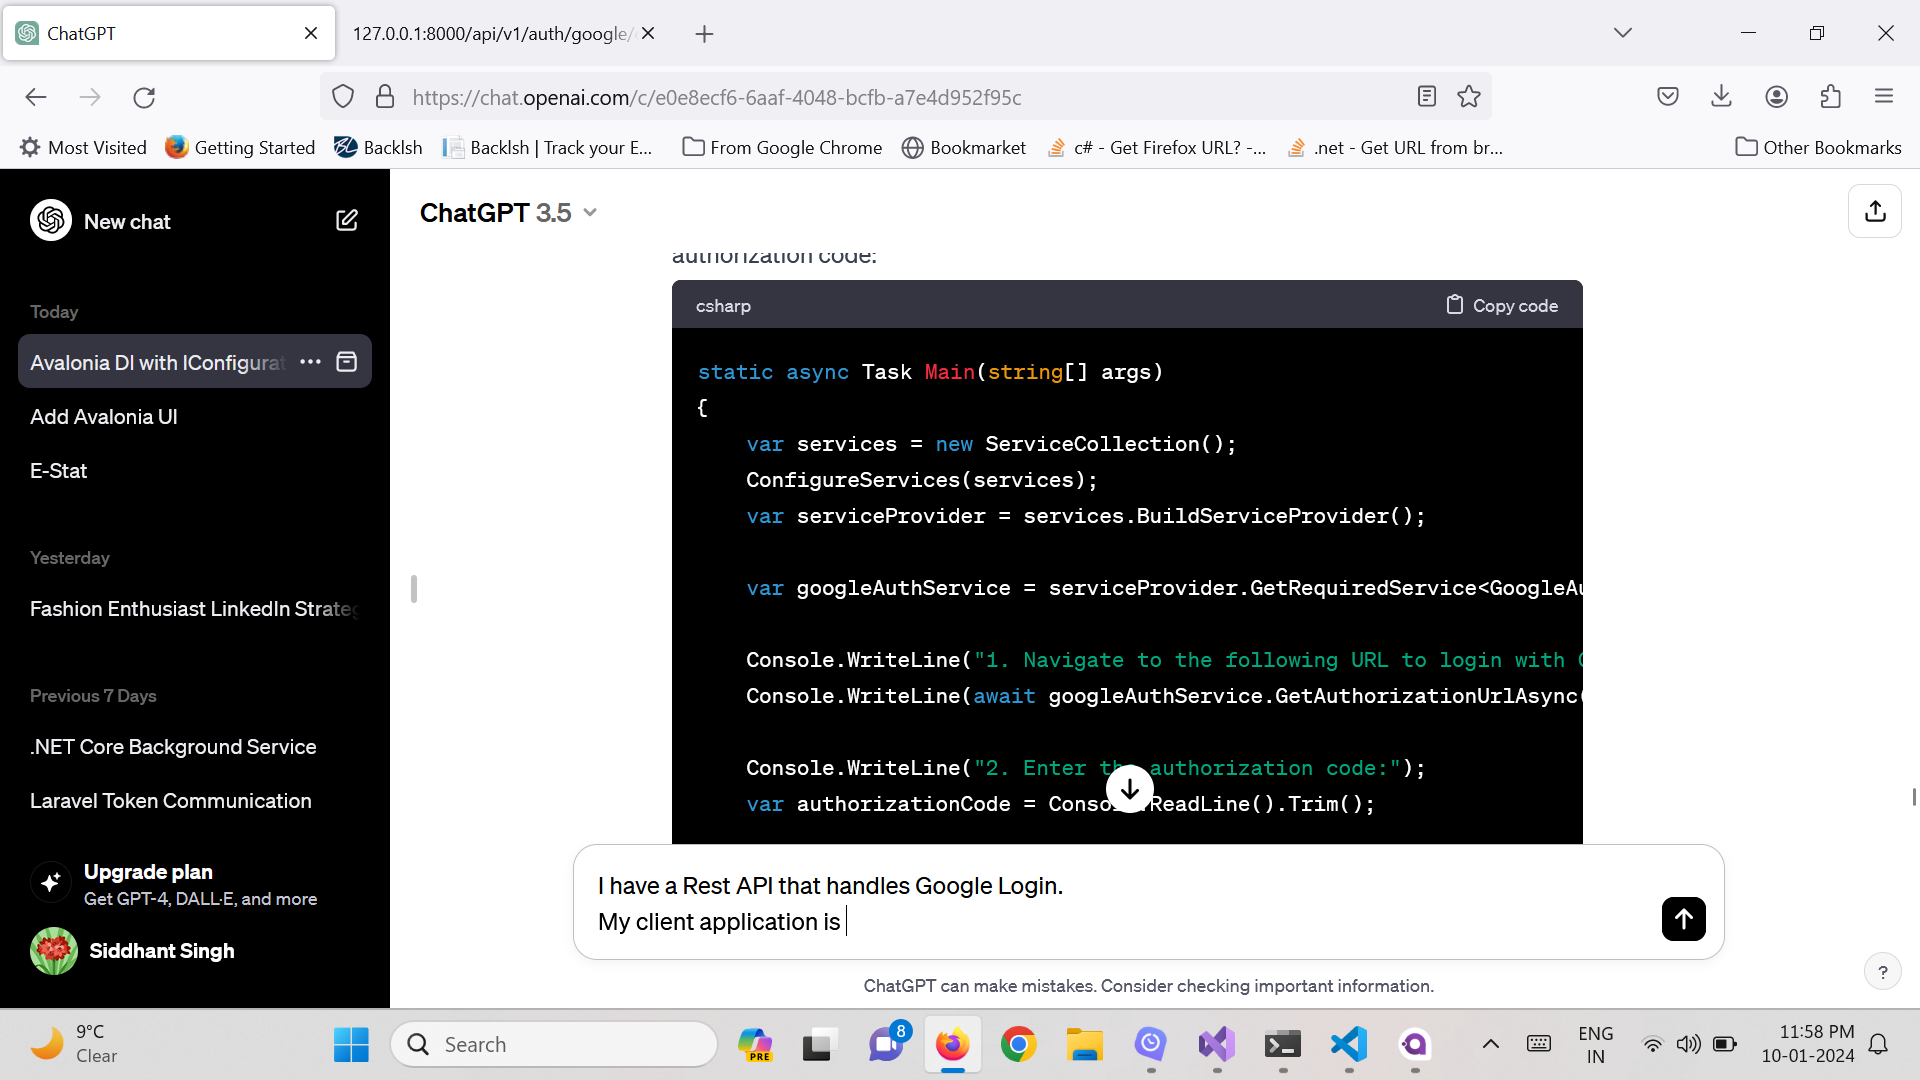 ChatGPT
127.0.0.1:8000/api/v1/auth/google/
https://chat.openai.com/c/e0e8ecf6-6aaf-4048-bcfb-a7e4d952f95c
Most Visited
Getting Started
Backlsh
Backlsh | Track your E...
From Google Chrome
Bookmarket
c# - Get Firefox URL? -...
.net - Get URL from br...
Other Bookmarks
New chat
Today
Avalonia DI with IConfigurat
Add Avalonia UI
E-Stat
Yesterday
Fashion Enthusiast LinkedIn Strateg
Previous 7 Days
.NET Core Background Service
Laravel Token Communication
Upgrade plan
Get GPT-4, DALL·E, and more
Siddhant Singh
ChatGPT 3.5
authorization code:
csharp
Copy code
static async Task Main(string[] args)
{
var services = new ServiceCollection();
ConfigureServices(services);
var serviceProvider = services.BuildServiceProvider();
var googleAuthService = serviceProvider.GetRequiredService<GoogleAu
Console.WriteLine("1. Navigate to the following URL to login with G
Console.WriteLine(await googleAuthService.GetAuthorizationUrlAsync(
Console.WriteLine("2. Enter the authorization code:");
var authorizationCode = Console.ReadLine().Trim();
I have a Rest API that handles Google Login.
My client application is
ChatGPT can make mistakes. Consider checking important information.
?
9°C
Clear
Search
PRE
8
ENG
IN
11:58 PM
10-01-2024